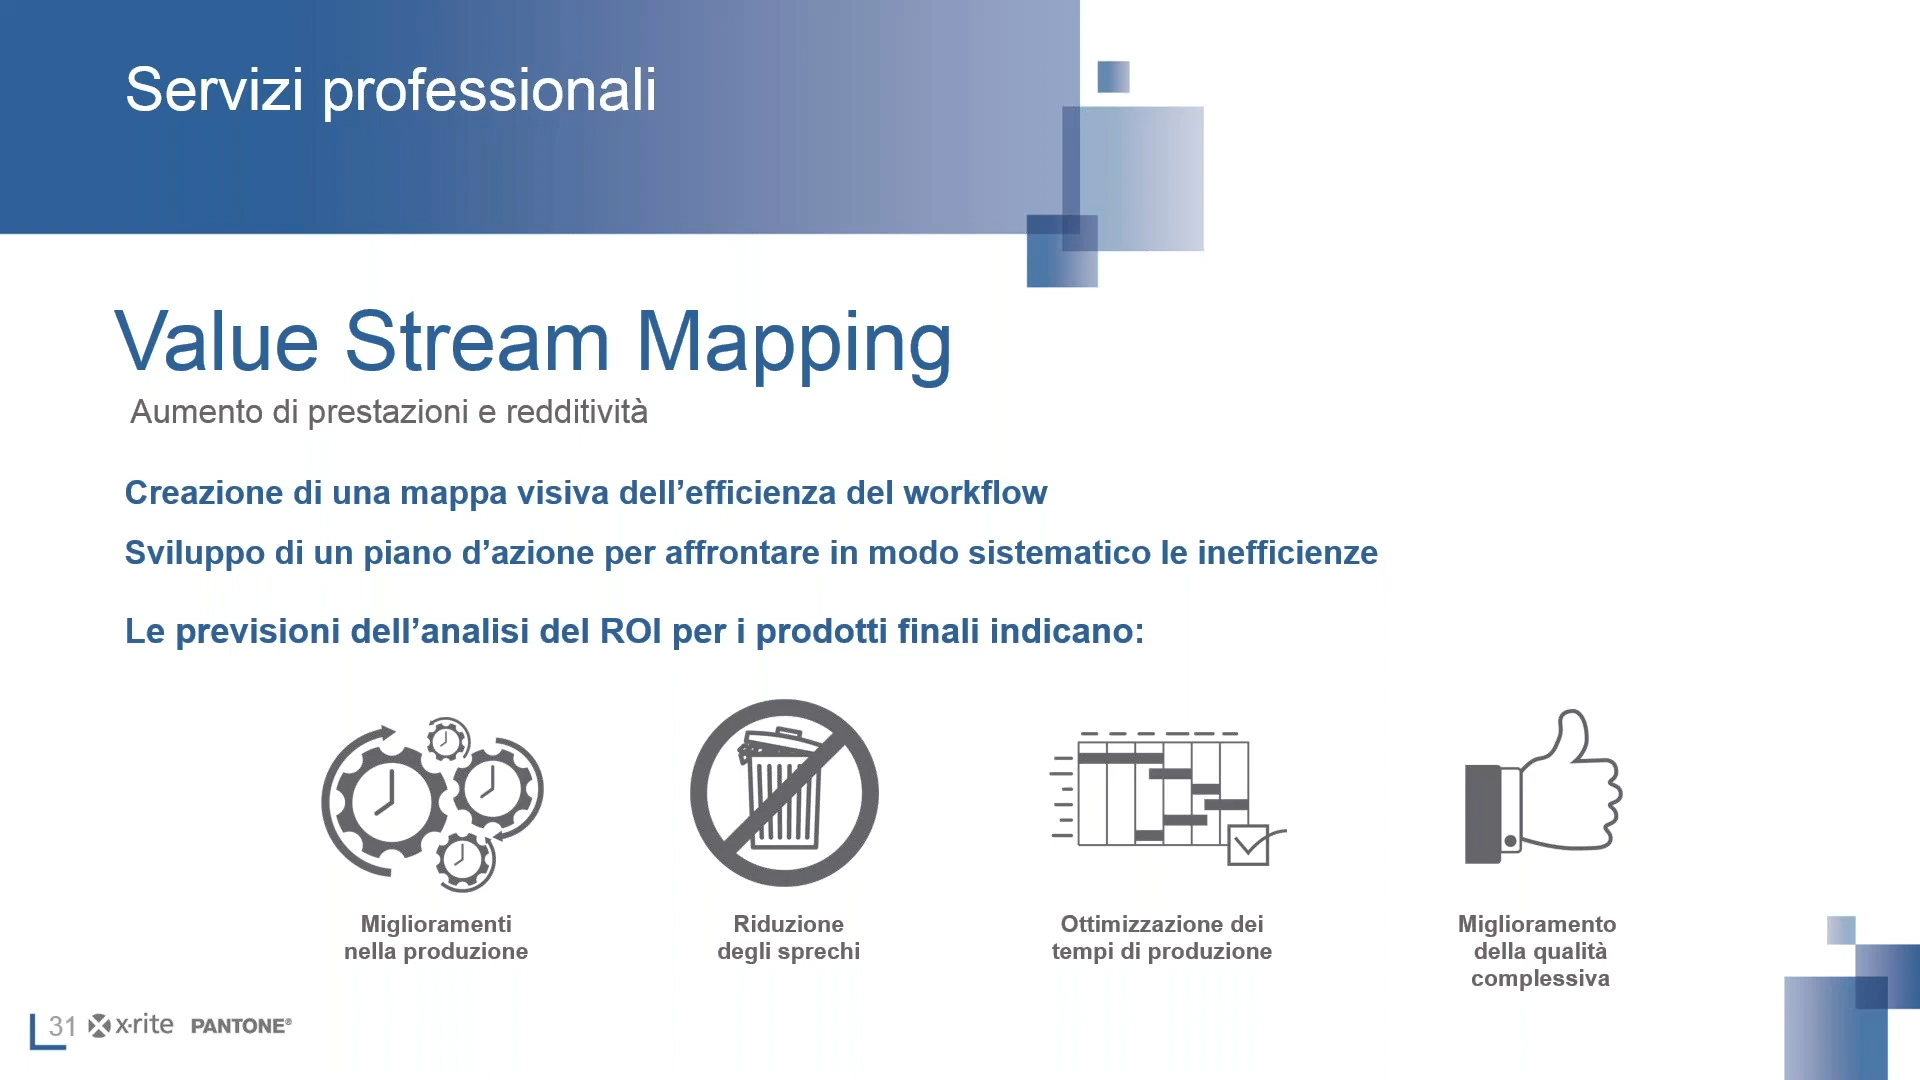 Servizi professionali
Value Stream Mapping
Aumento di prestazioni e redditività
Creazione di una mappa visiva dell’efficienza del workflow
Sviluppo di un piano d’azione per affrontare in modo sistematico le inefficienze
Le previsioni dell’analisi del ROI per i prodotti finali indicano:
Miglioramenti
nella produzione
Riduzione
degli sprechi
Ottimizzazione dei
tempi di produzione
Miglioramento
della qualità
complessiva
31 x·rite PANTONE®